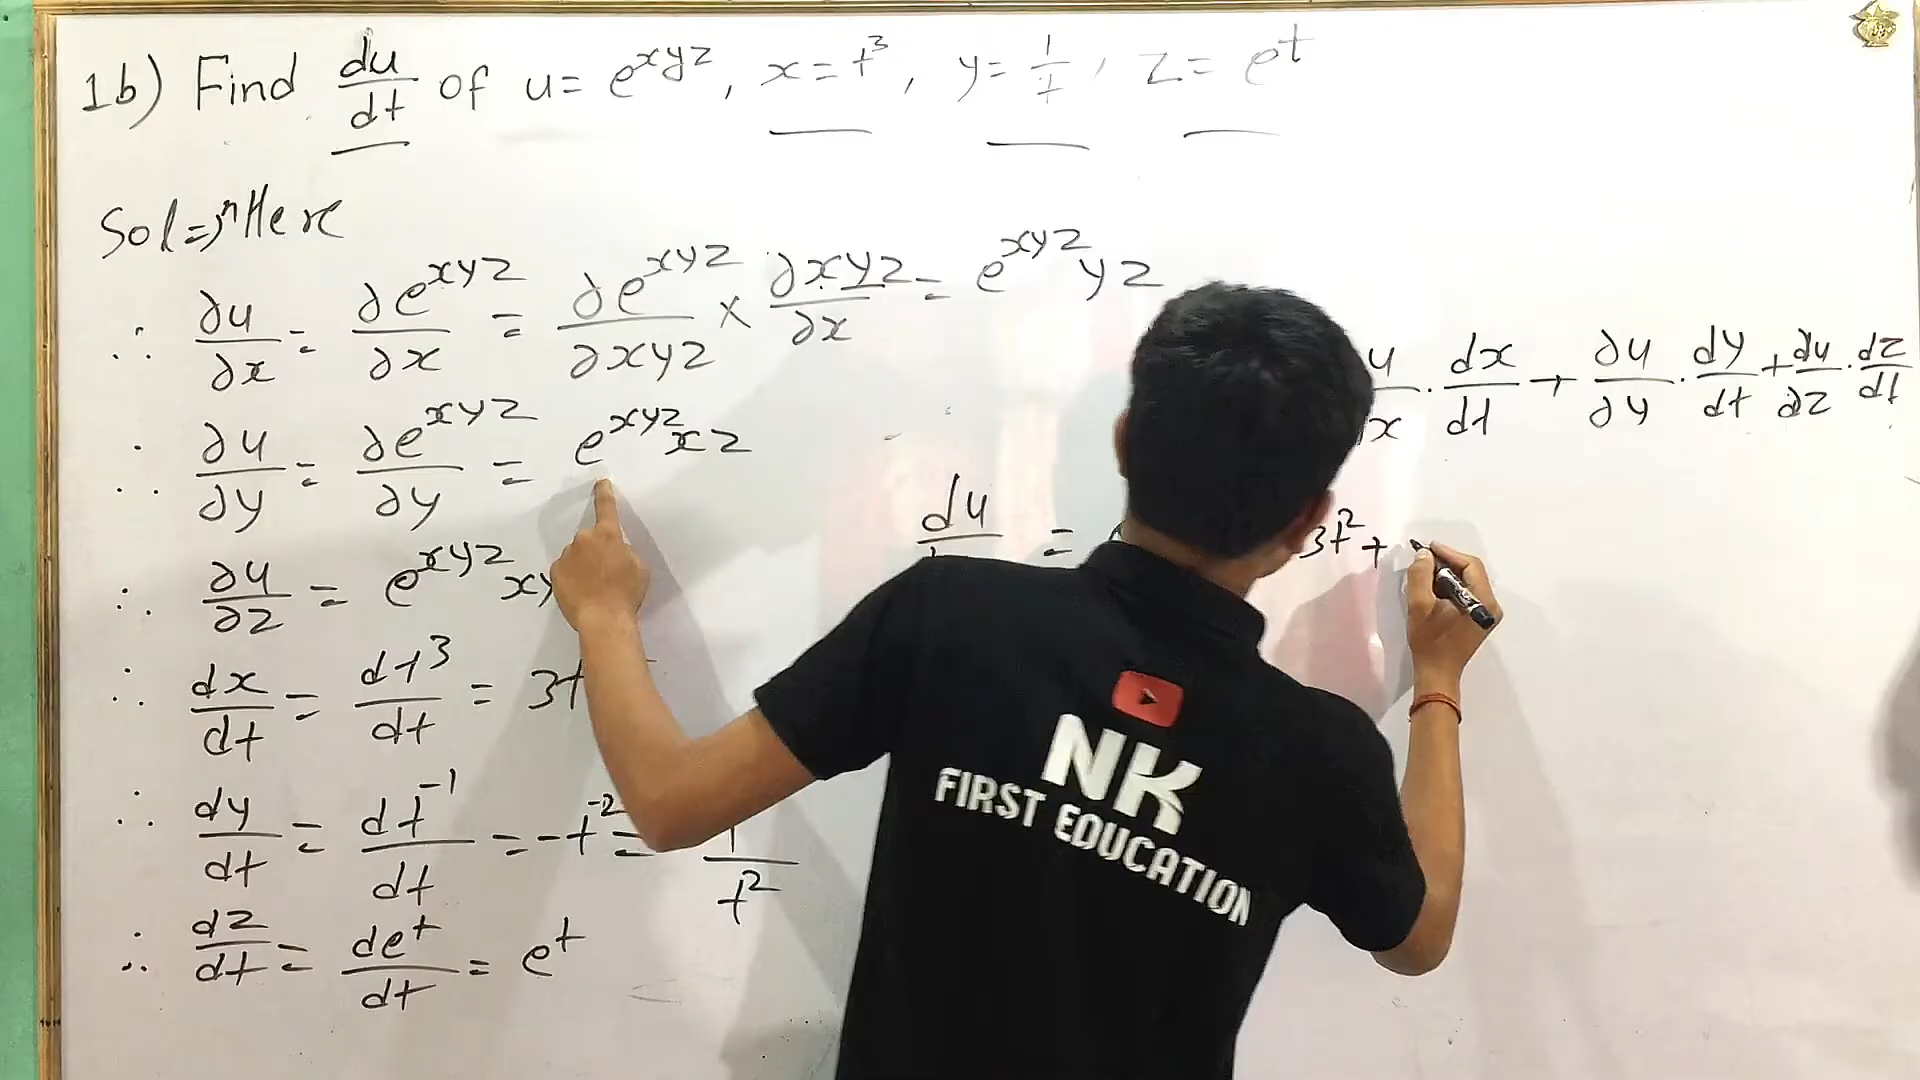 1b) Find du/dt of u = e^xyz, x = t^3, y = 1/t, z = e^t
Sol^n => Here
∴ ∂u/∂x = ∂e^xyz/∂x = ∂e^xyz/∂xyz × ∂xyz/∂x = e^xyz yz
∴ ∂u/∂y = ∂e^xyz/∂y = e^xyz xz
∴ ∂u/∂z = e^xyz xy
∴ dx/dt = dt^3/dt = 3t
∴ dy/dt = dt^-1/dt = -t^-2 = 1/t^2
∴ dz/dt = de^t/dt = e^t
u/x · dx/dt + ∂u/∂y · dy/dt + ∂u/∂z · dz/dt
du = 3t^2 +
NK
FIRST EDUCATION